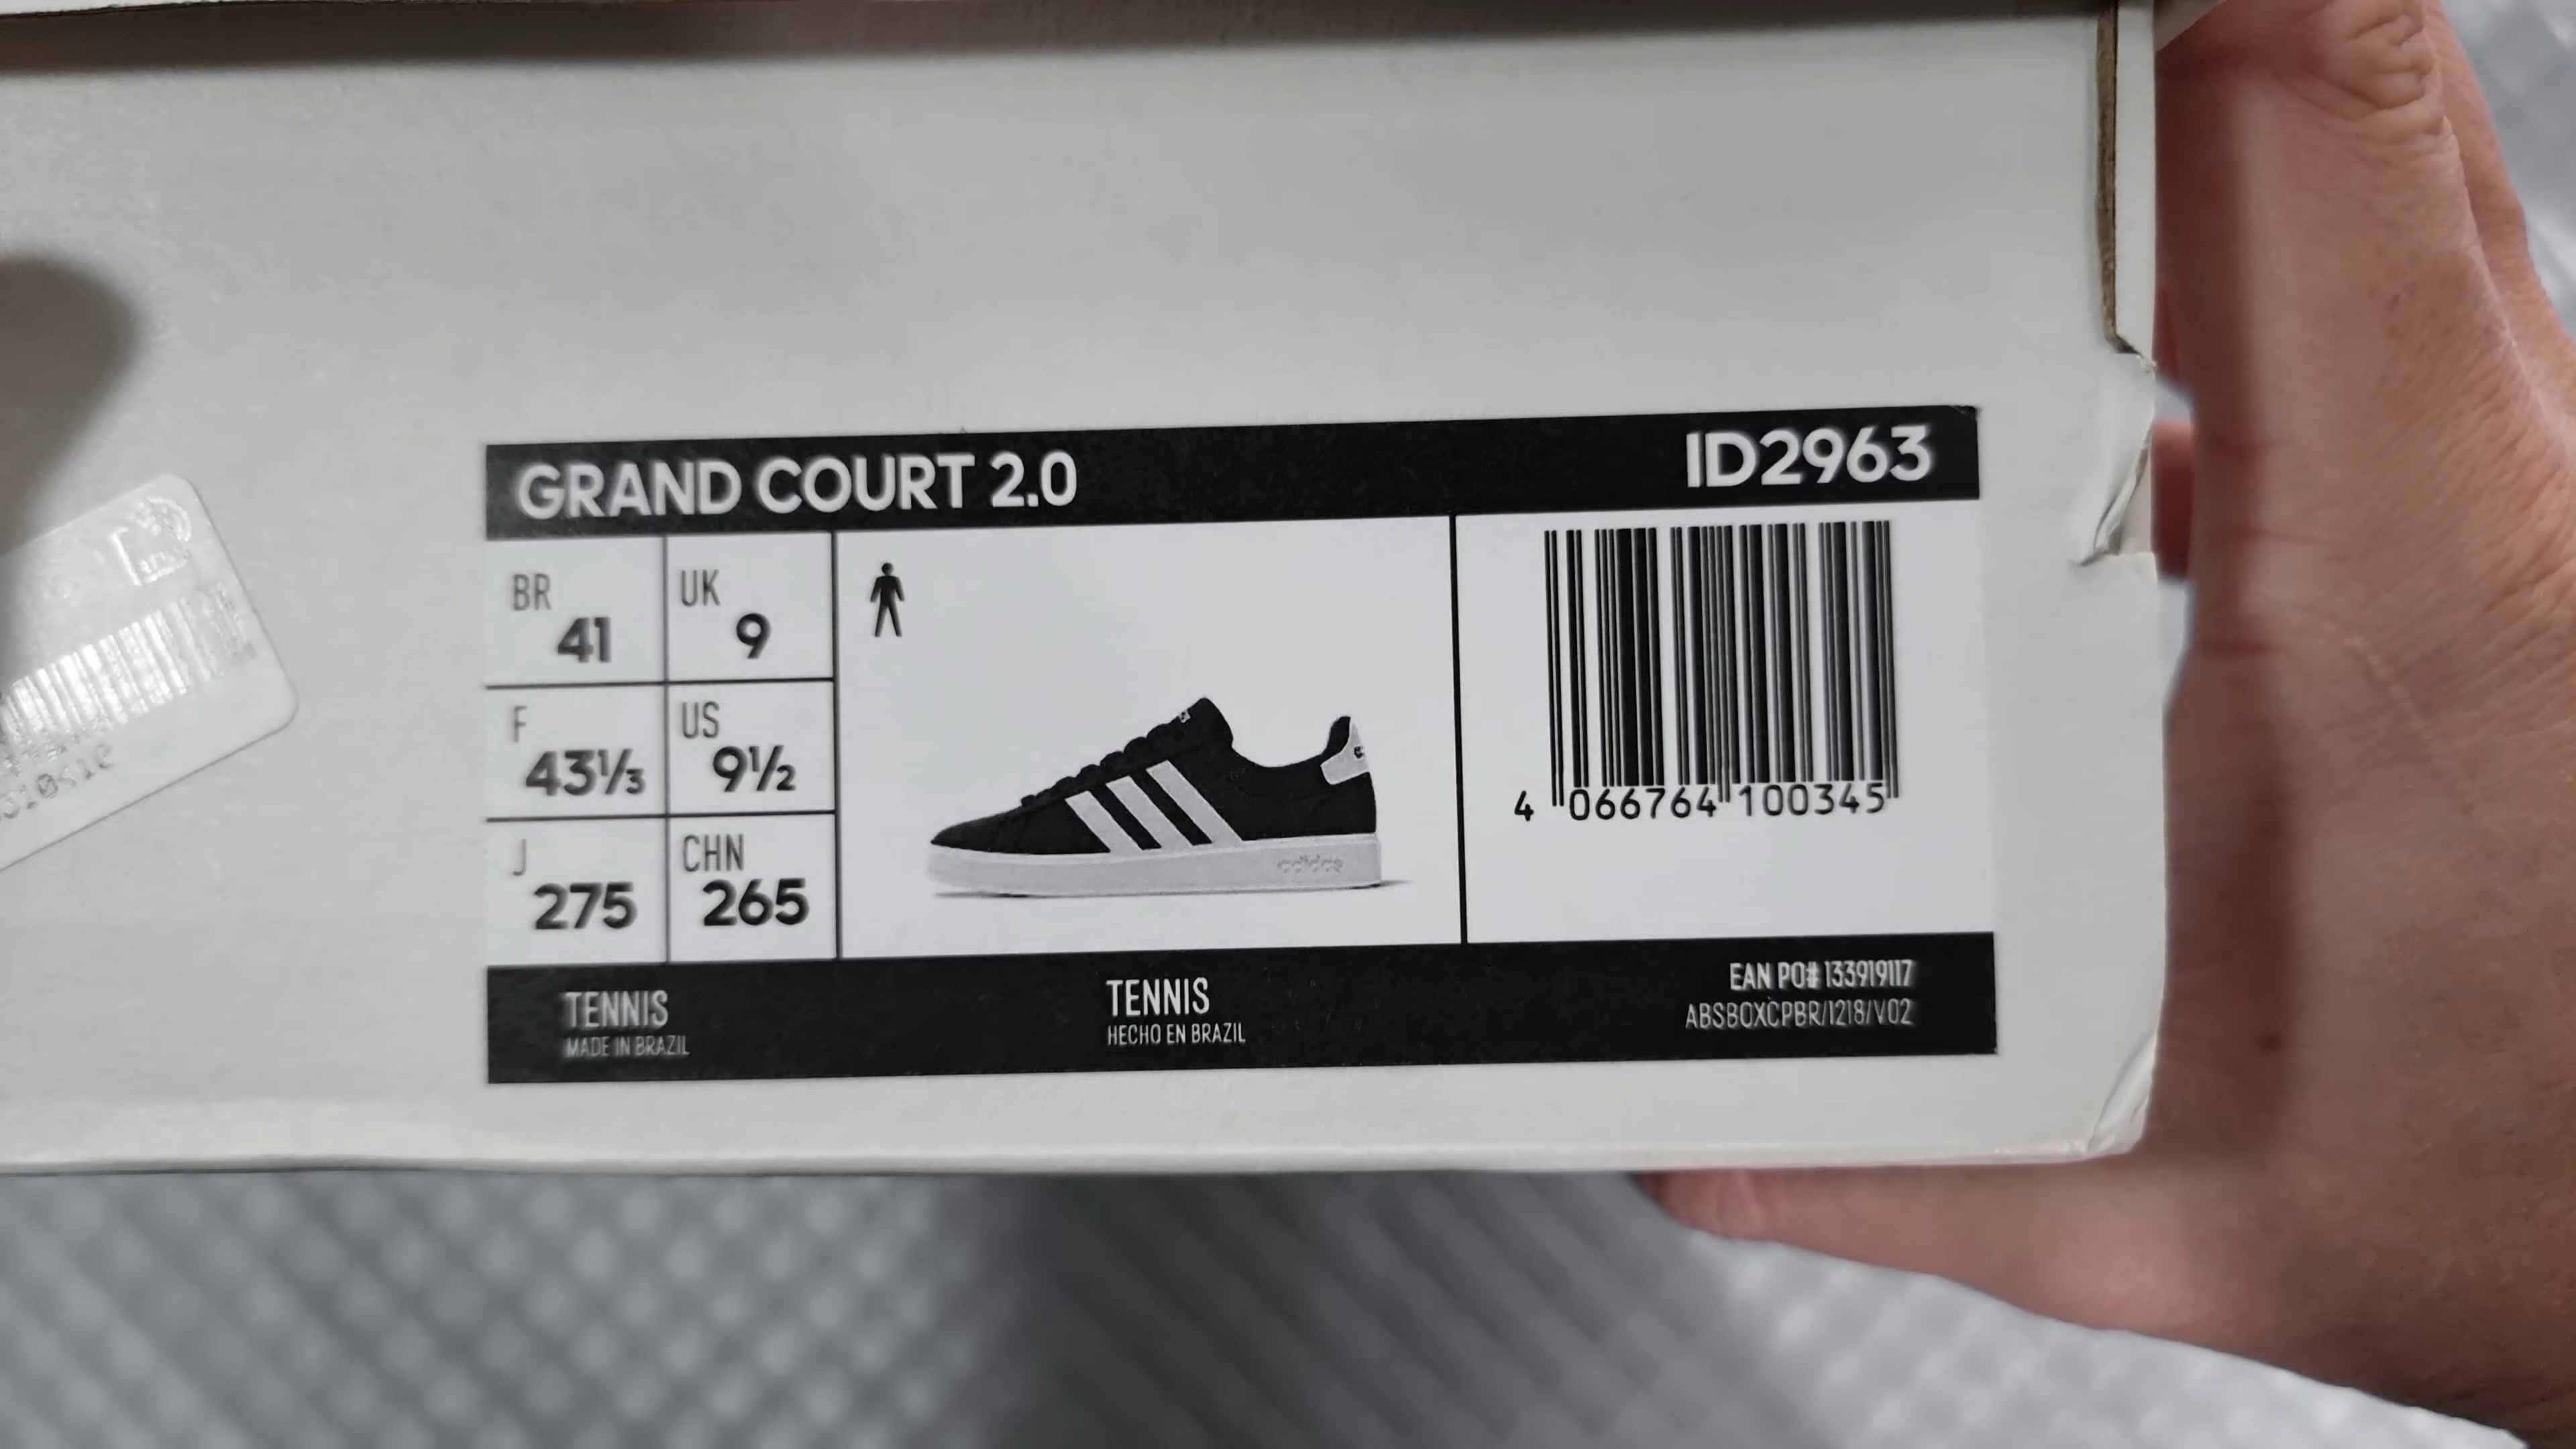 GRAND COURT 2.0 ID2963
BR 41 UK 9
F 43⅓ US 9½
J 275 CHN 265
adidas
4 066764 100345
TENNIS
MADE IN BRAZIL
TENNIS
HECHO EN BRAZIL
EAN PO# 133919117
ABSBOXCPBR/1218/V02